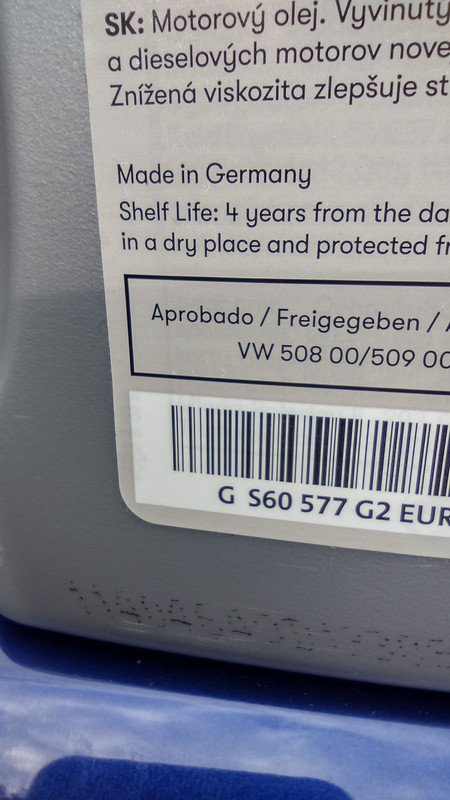 SK: Motorový olej. Vyvinutý
a dieselových motorov nove
Znížená viskozita zlepšuje st
Made in Germany
Shelf Life: 4 years from the da
in a dry place and protected fr
Aprobado / Freigegeben /
VW 508 00/509 00
G S60 577 G2 EUR